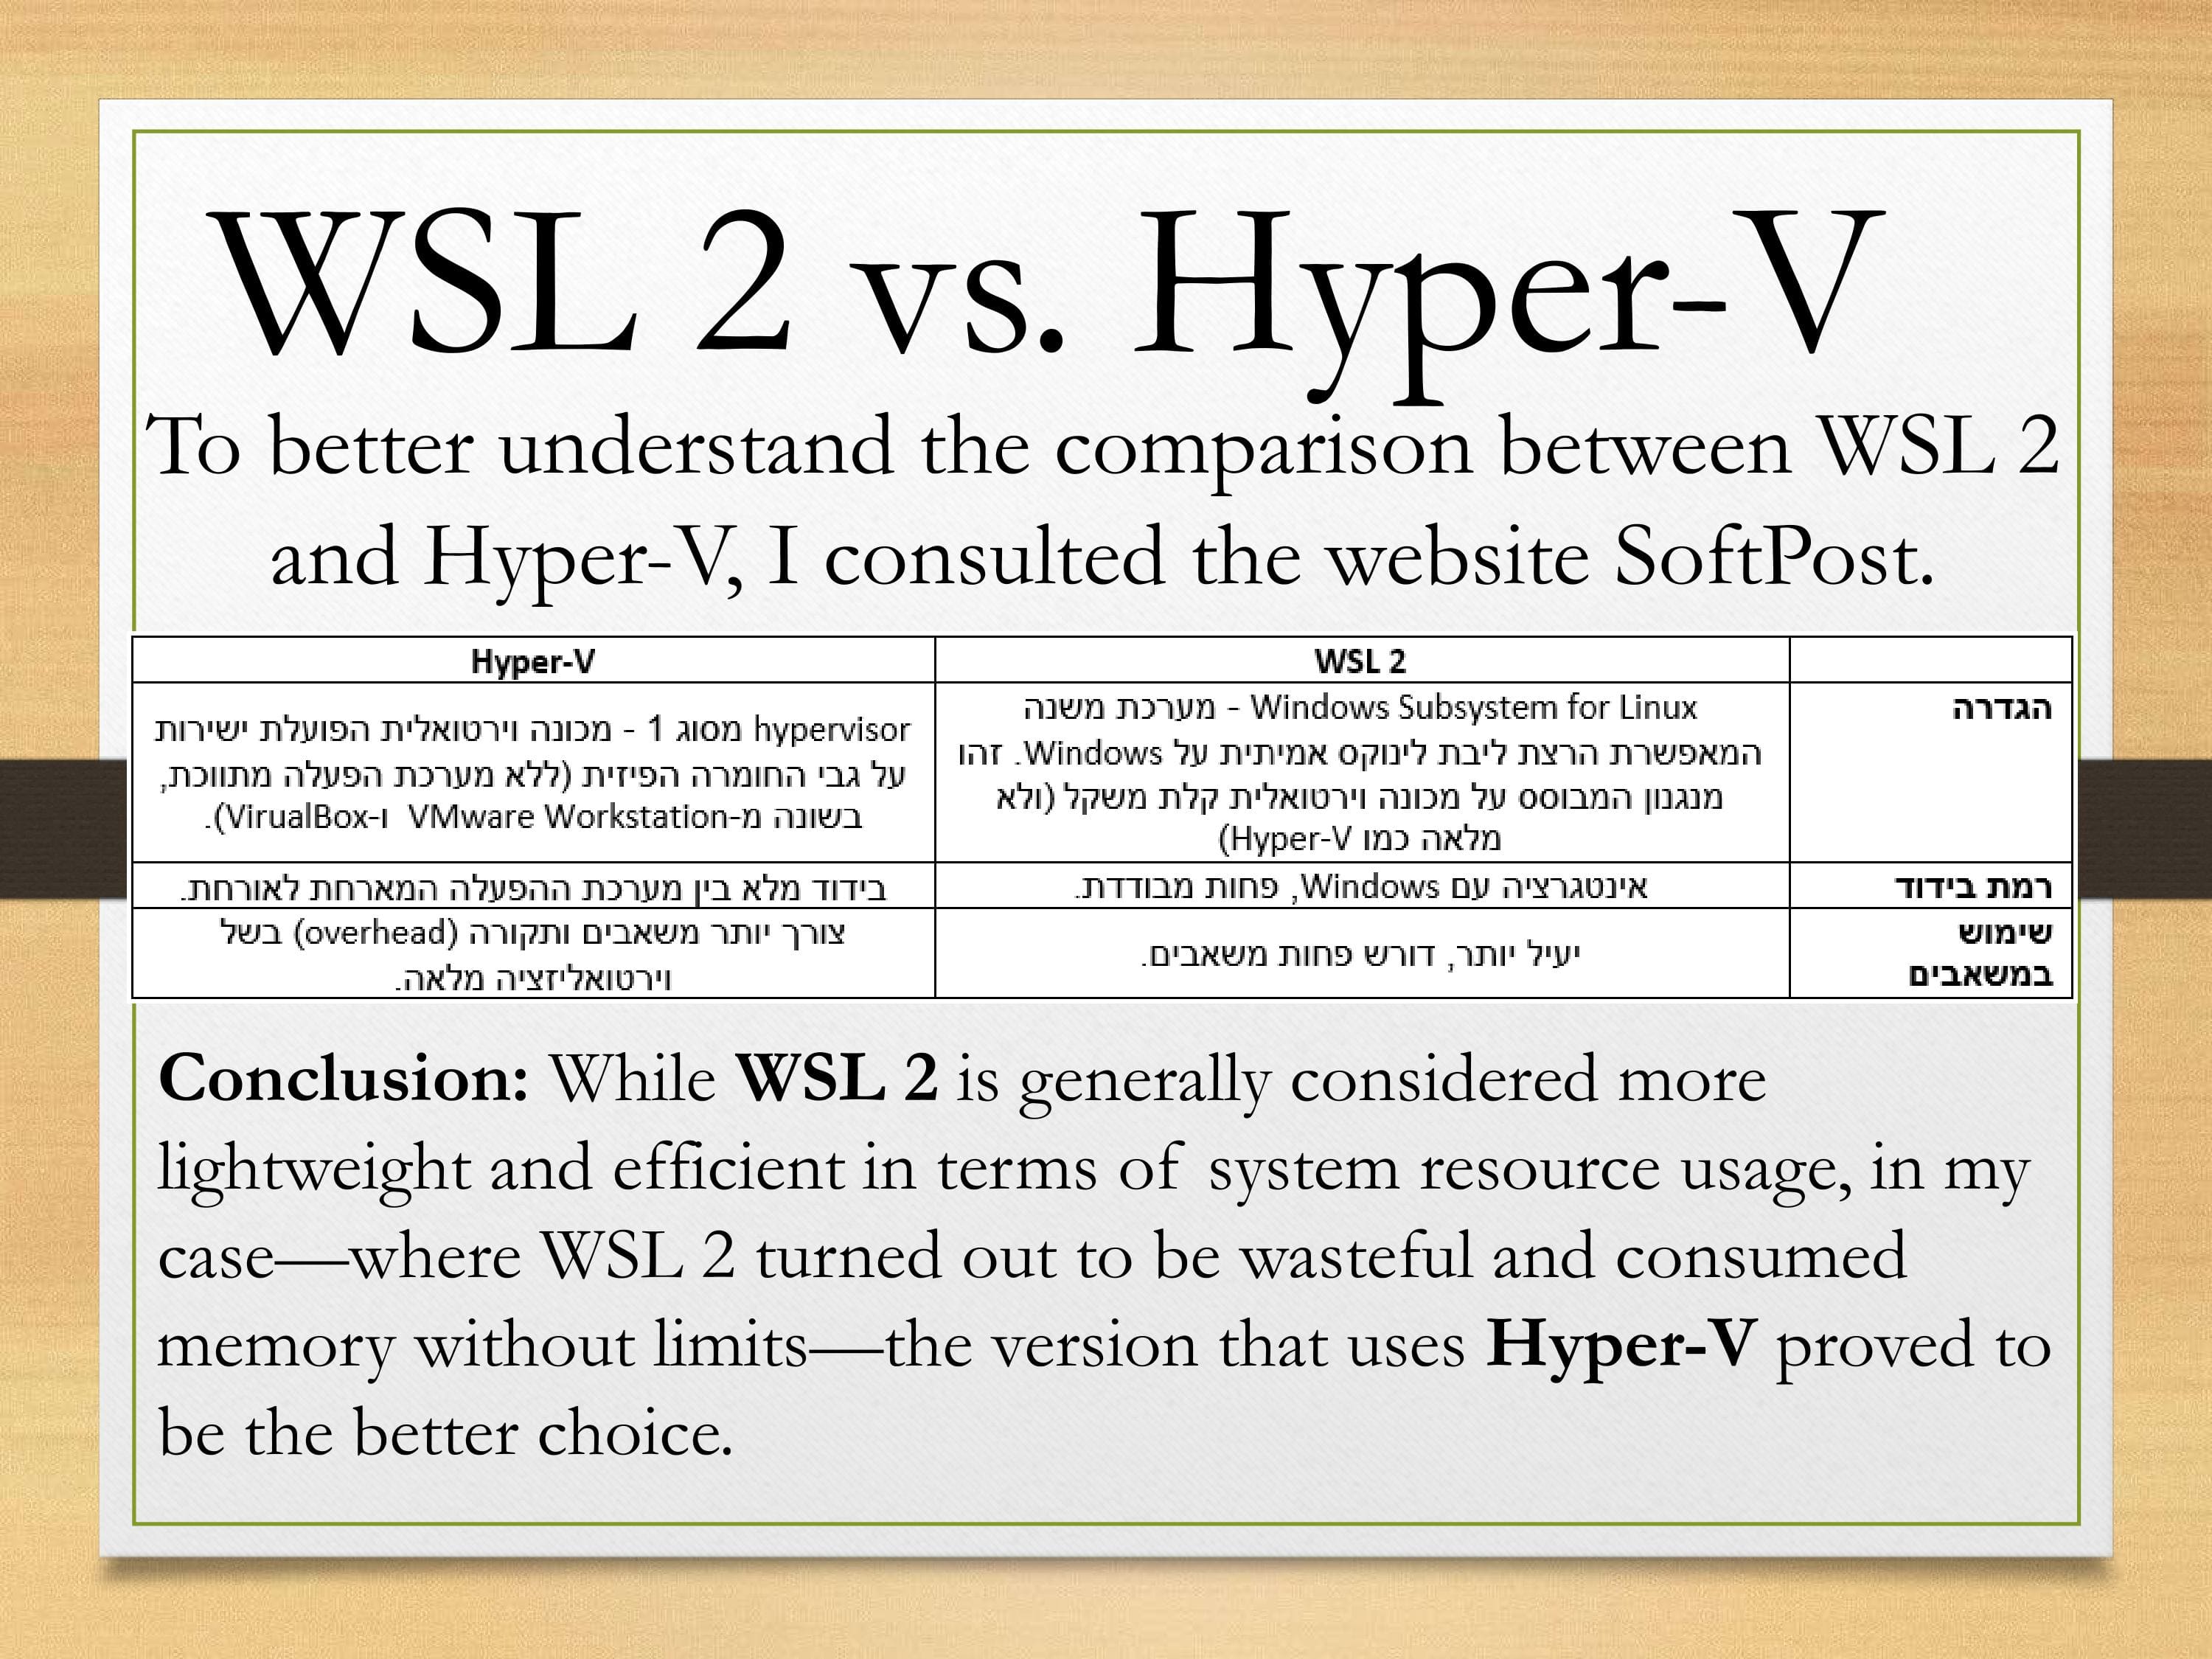 WSL 2 vs. Hyper-V
To better understand the comparison between WSL 2
and Hyper-V, I consulted the website SoftPost.
WSL 2
Hyper-V
הגדרה
Windows Subsystem for Linux - מערכת משנה
המאפשרת הרצת ליבת לינוקס אמיתית על Windows. זהו
מנגנון המבוסס על מכונה וירטואלית קלת משקל (ולא
מלאה כמו Hyper-V)
hypervisor מסוג 1 - מכונה וירטואלית הפועלת ישירות
על גבי החומרה הפיזית (ללא מערכת הפעלה מתווכת,
בשונה מ-VMware Workstation ו-VirualBox).
רמת בידוד
אינטגרציה עם Windows, פחות מבודדת.
בידוד מלא בין מערכת ההפעלה המארחת לאורחת.
שימוש
במשאבים
יעיל יותר, דורש פחות משאבים.
צורך יותר משאבים ותקורה (overhead) בשל
וירטואליזציה מלאה.
Conclusion: While WSL 2 is generally considered more
lightweight and efficient in terms of system resource usage, in my
case—where WSL 2 turned out to be wasteful and consumed
memory without limits—the version that uses Hyper-V proved to
be the better choice.